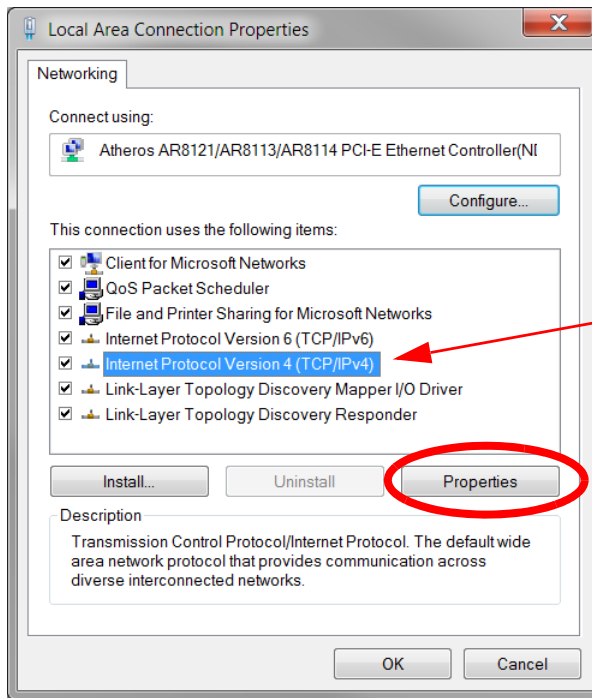 Local Area Connection Properties
Networking
Connect using:
Atheros AR8121/AR8113/AR8114 PCI-E Ethernet Controller(NI
Configure...
This connection uses the following items:
Client for Microsoft Networks
QoS Packet Scheduler
File and Printer Sharing for Microsoft Networks
Internet Protocol Version 6 (TCP/IPv6)
Internet Protocol Version 4 (TCP/IPv4)
Link-Layer Topology Discovery Mapper I/O Driver
Link-Layer Topology Discovery Responder
Install... Uninstall Properties
Description
Transmission Control Protocol/Internet Protocol. The default wide
area network protocol that provides communication across
diverse interconnected networks.
OK Cancel